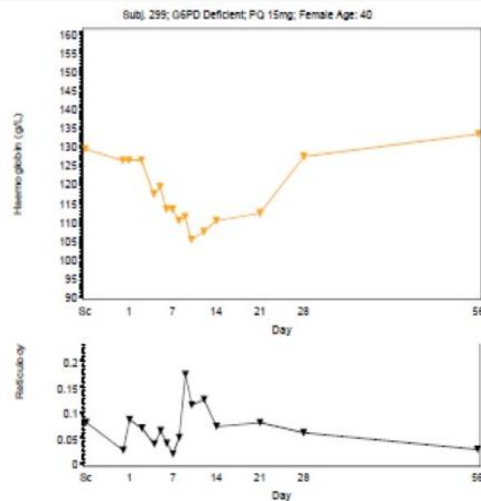 Subj. 299; G6PD Deficient; PQ 15mg; Female Age: 40
Haemoglobin (g/L)
160
155
150
145
140
135
130
125
120
115
110
105
100
95
90
Sc 1 7 14 21 28 56
Day
Reticulocy
0.2
0.15
0.1
0.05
0
Sc 1 7 14 21 28 56
Day